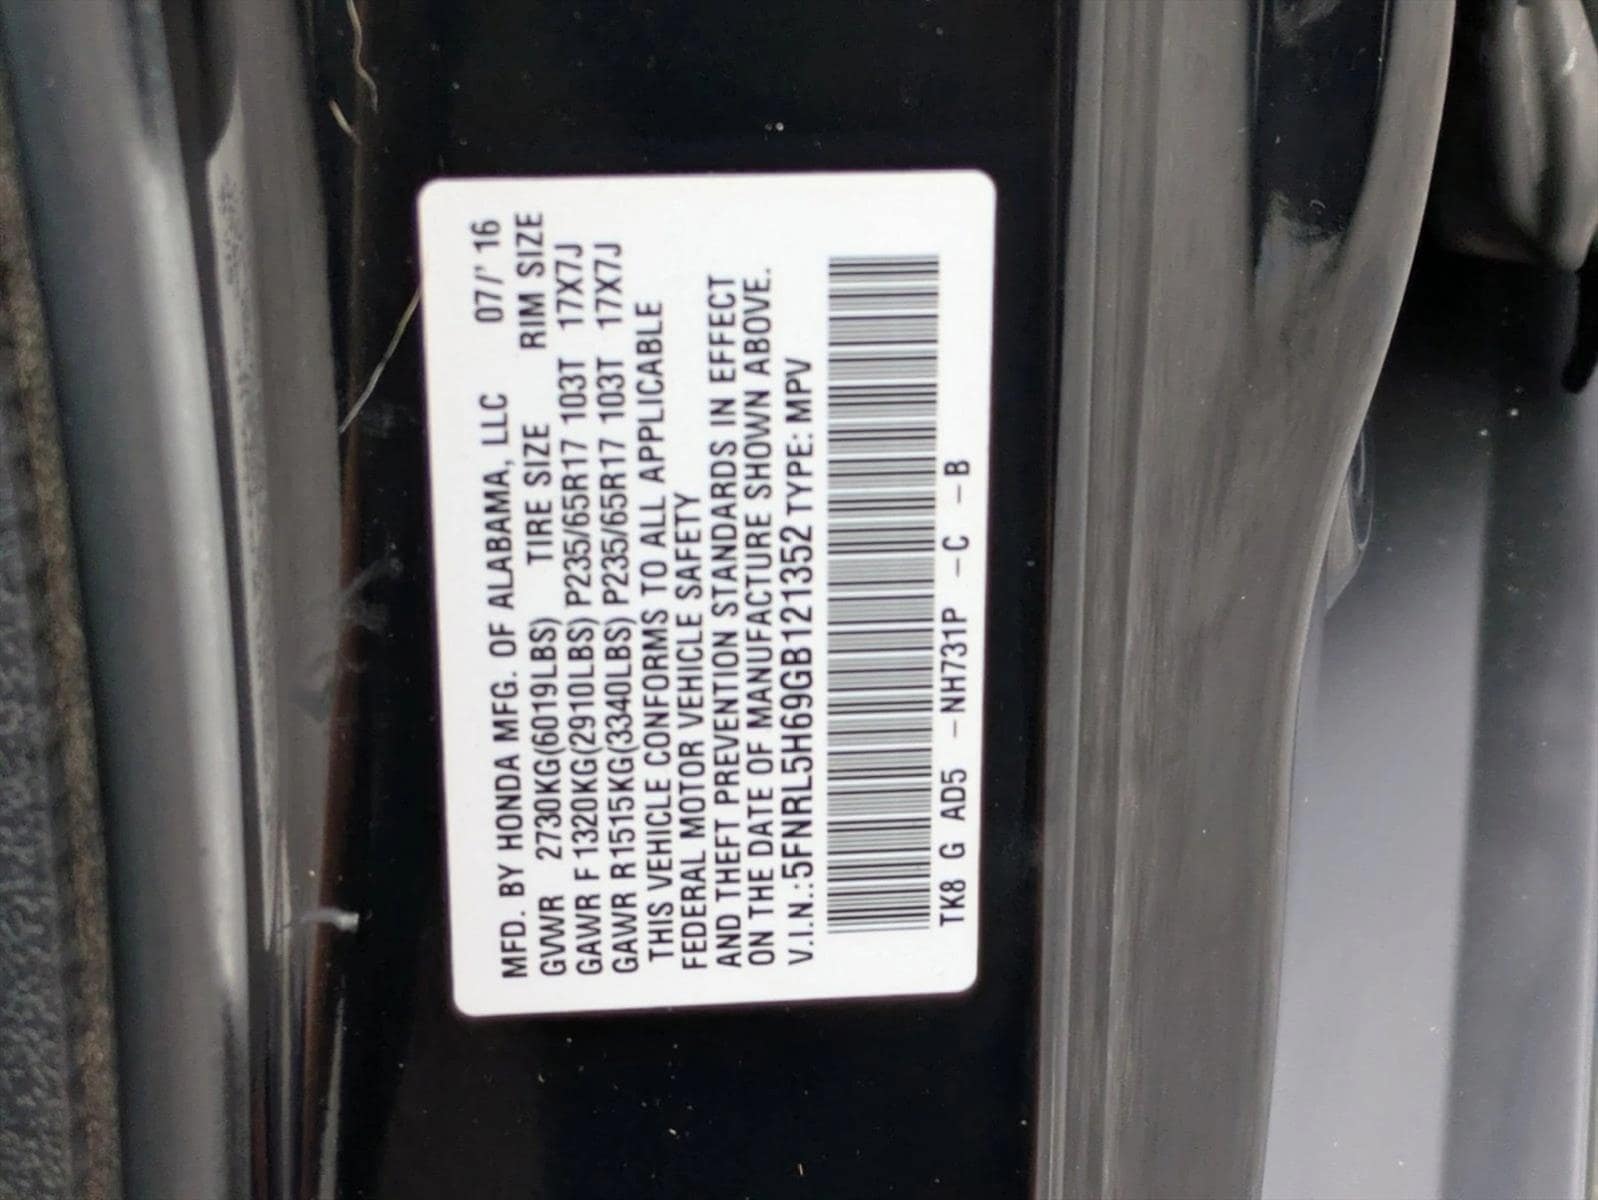 MFD. BY HONDA MFG. OF ALABAMA, LLC 07/' 16
GVWR 2730KG(6019LBS) TIRE SIZE RIM SIZE
GAWR F 1320KG(2910LBS) P235/65R17 103T 17X7J
GAWR R1515KG(3340LBS) P235/65R17 103T 17X7J
THIS VEHICLE CONFORMS TO ALL APPLICABLE
FEDERAL MOTOR VEHICLE SAFETY
AND THEFT PREVENTION STANDARDS IN EFFECT
ON THE DATE OF MANUFACTURE SHOWN ABOVE.
V.I.N.:5FNRL5H69GB121352 TYPE: MPV
TK8 G AD5 -NH731P -C -B